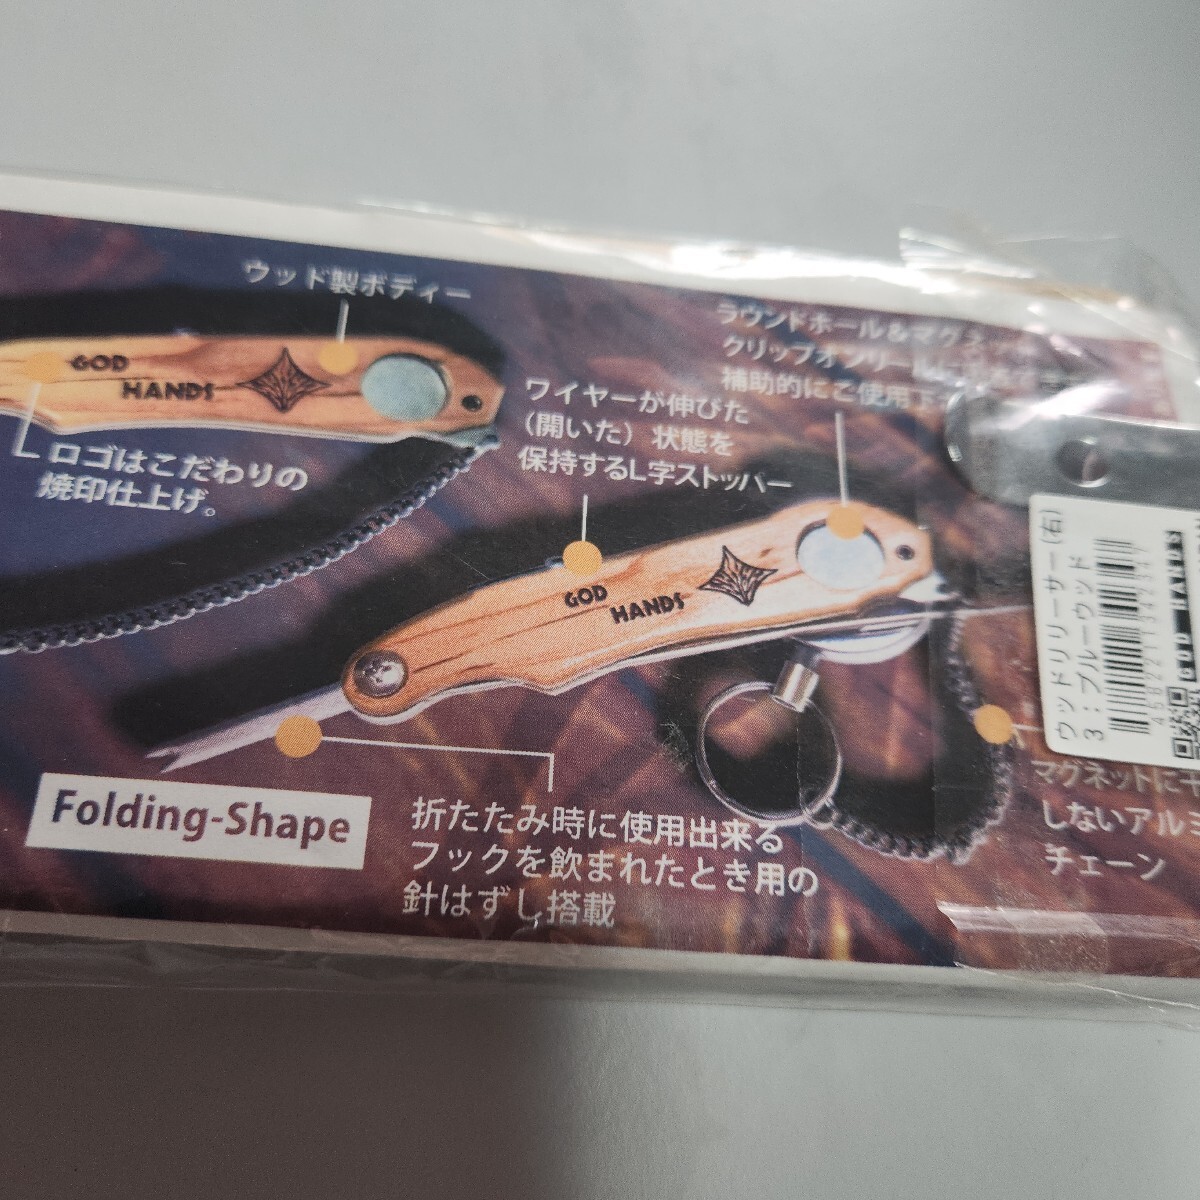 ウッド製ボディー
GOD
HANDS
ロゴはこだわりの
焼印仕上げ。
ラウンドホール&マグネット
クリップオンリールに
補助的にご使用下
ワイヤーが伸びた
(開いた)状態を
保持するL字ストッパー
GOD
HANDS
Folding-Shape
折たたみ時に使用出来る
フックを飲まれたとき用の
針はずし搭載
マグネットに干
しないアルミ
チェーン
ウッドリリーサー(右)
3:ブルーウッド
GOD HANDS